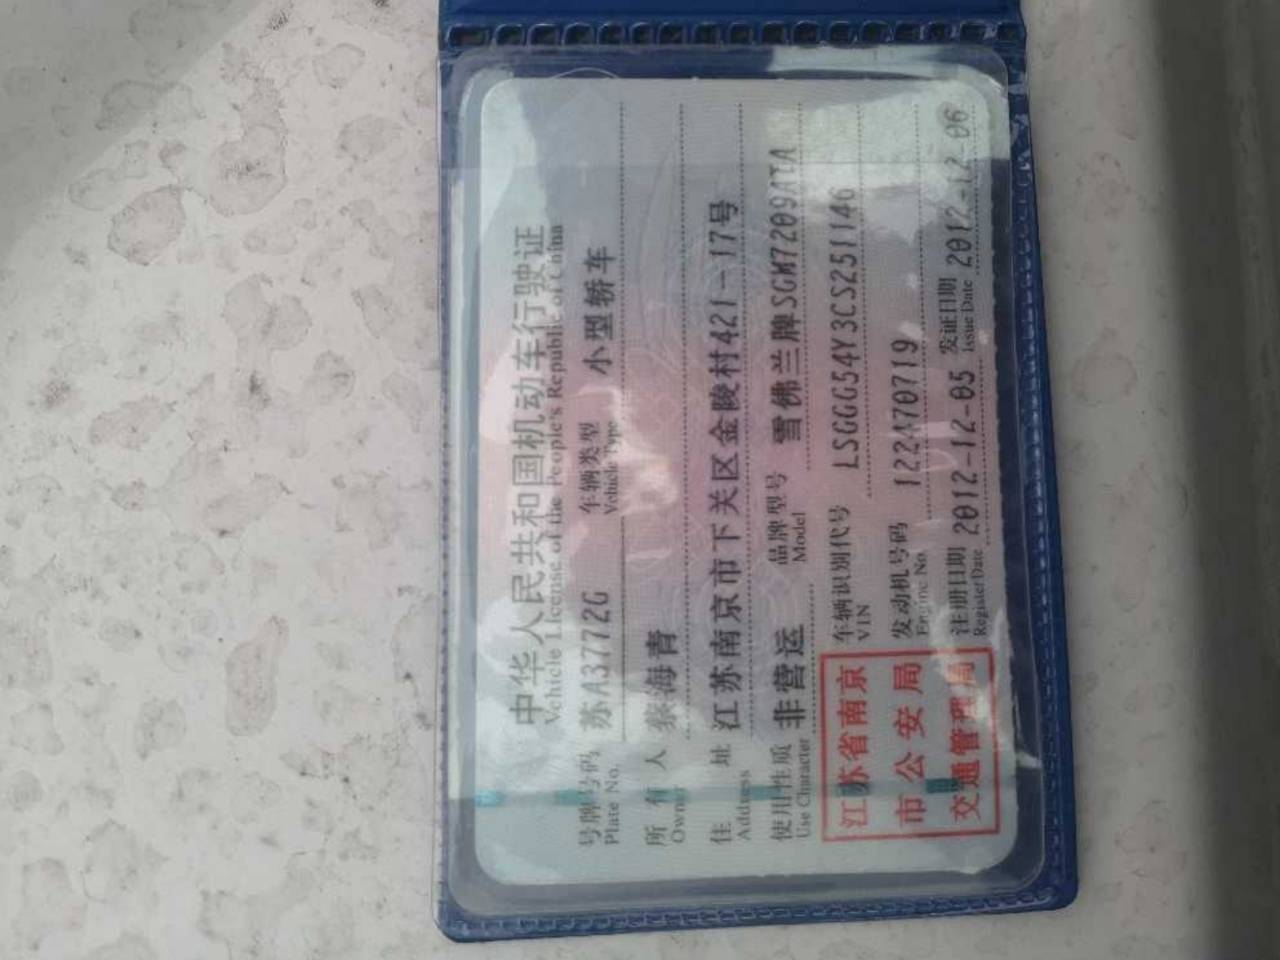 中华人民共和国机动车行驶证
Vehicle License of the People's Republic of China
号牌号码 苏A3772G 车辆类型 小型轿车
Plate No. Vehicle Type
所有人 蔡海青
Owner
住址 江苏南京市下关区金陵村421-17号
Address
使用性质 非营运 品牌型号 雪佛兰牌SGM7209ATA
Use Character Model
车辆识别代号 LSGGG54Y3CS251146
VIN
发动机号码 122470719
Engine No.
注册日期 2012-12-05 发证日期 2012-12-06
Register Date Issue Date
江苏省南京
市公安局
交通管理局